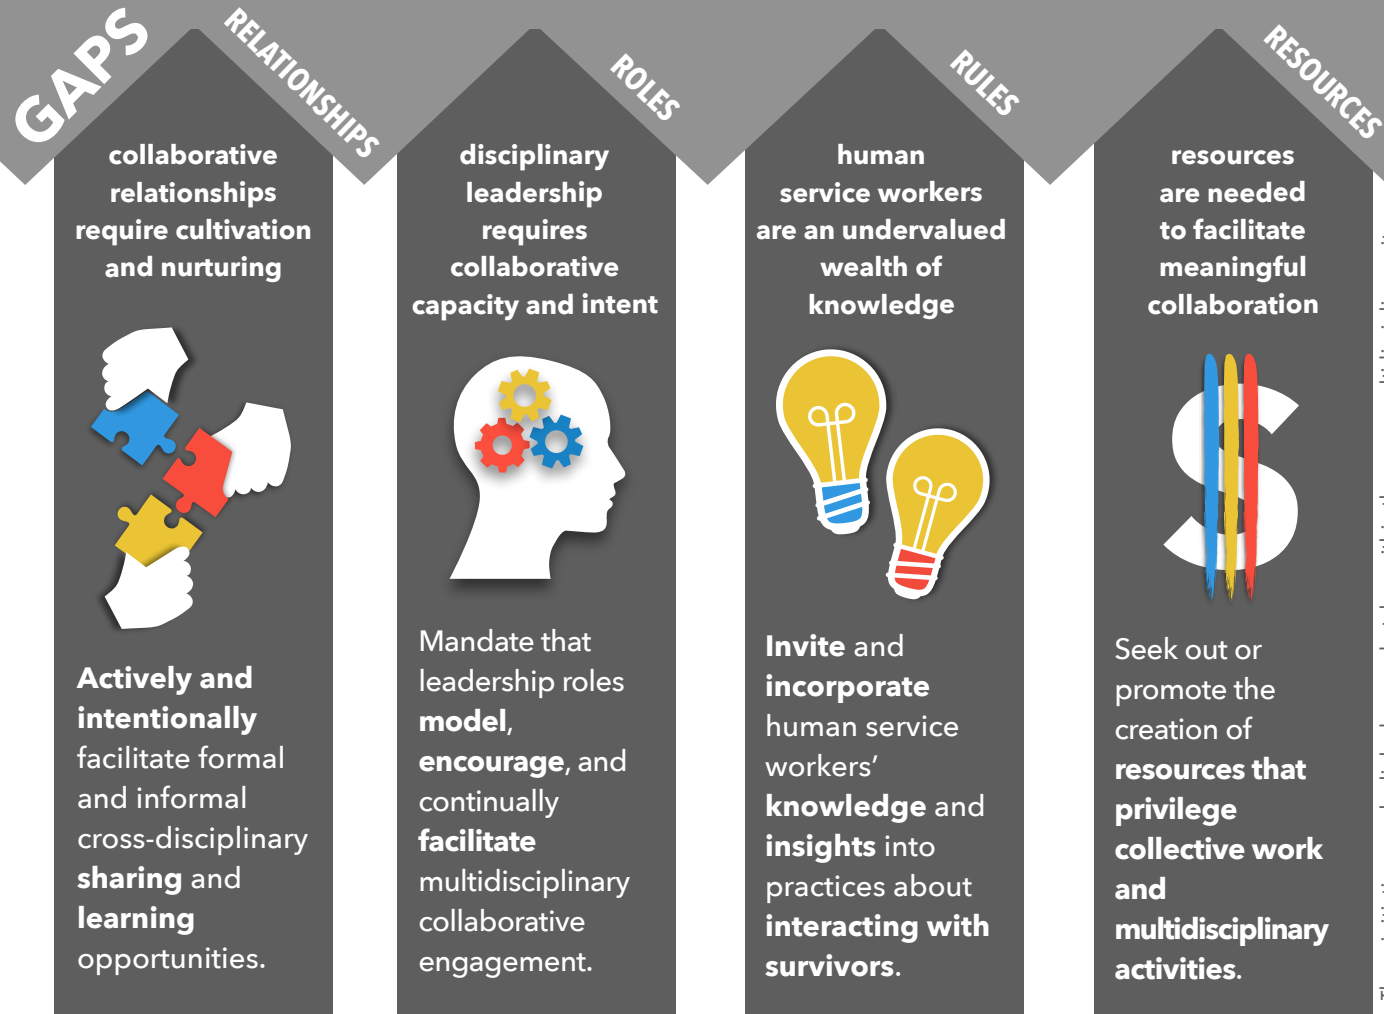 GAPS
RELATIONSHIPS
collaborative
relationships
require cultivation
and nurturing
Actively and
intentionally
facilitate formal
and informal
cross-disciplinary
sharing and
learning
opportunities.
ROLES
disciplinary
leadership
requires
collaborative
capacity and intent
Mandate that
leadership roles
model,
encourage, and
continually
facilitate
multidisciplinary
collaborative
engagement.
RULES
human
service workers
are an undervalued
wealth of
knowledge
Invite and
incorporate
human service
workers’
knowledge and
insights into
practices about
interacting with
survivors.
RESOURCES
resources
are needed
to facilitate
meaningful
collaboration
Seek out or
promote the
creation of
resources that
privilege
collective work
and
multidisciplinary
activities.